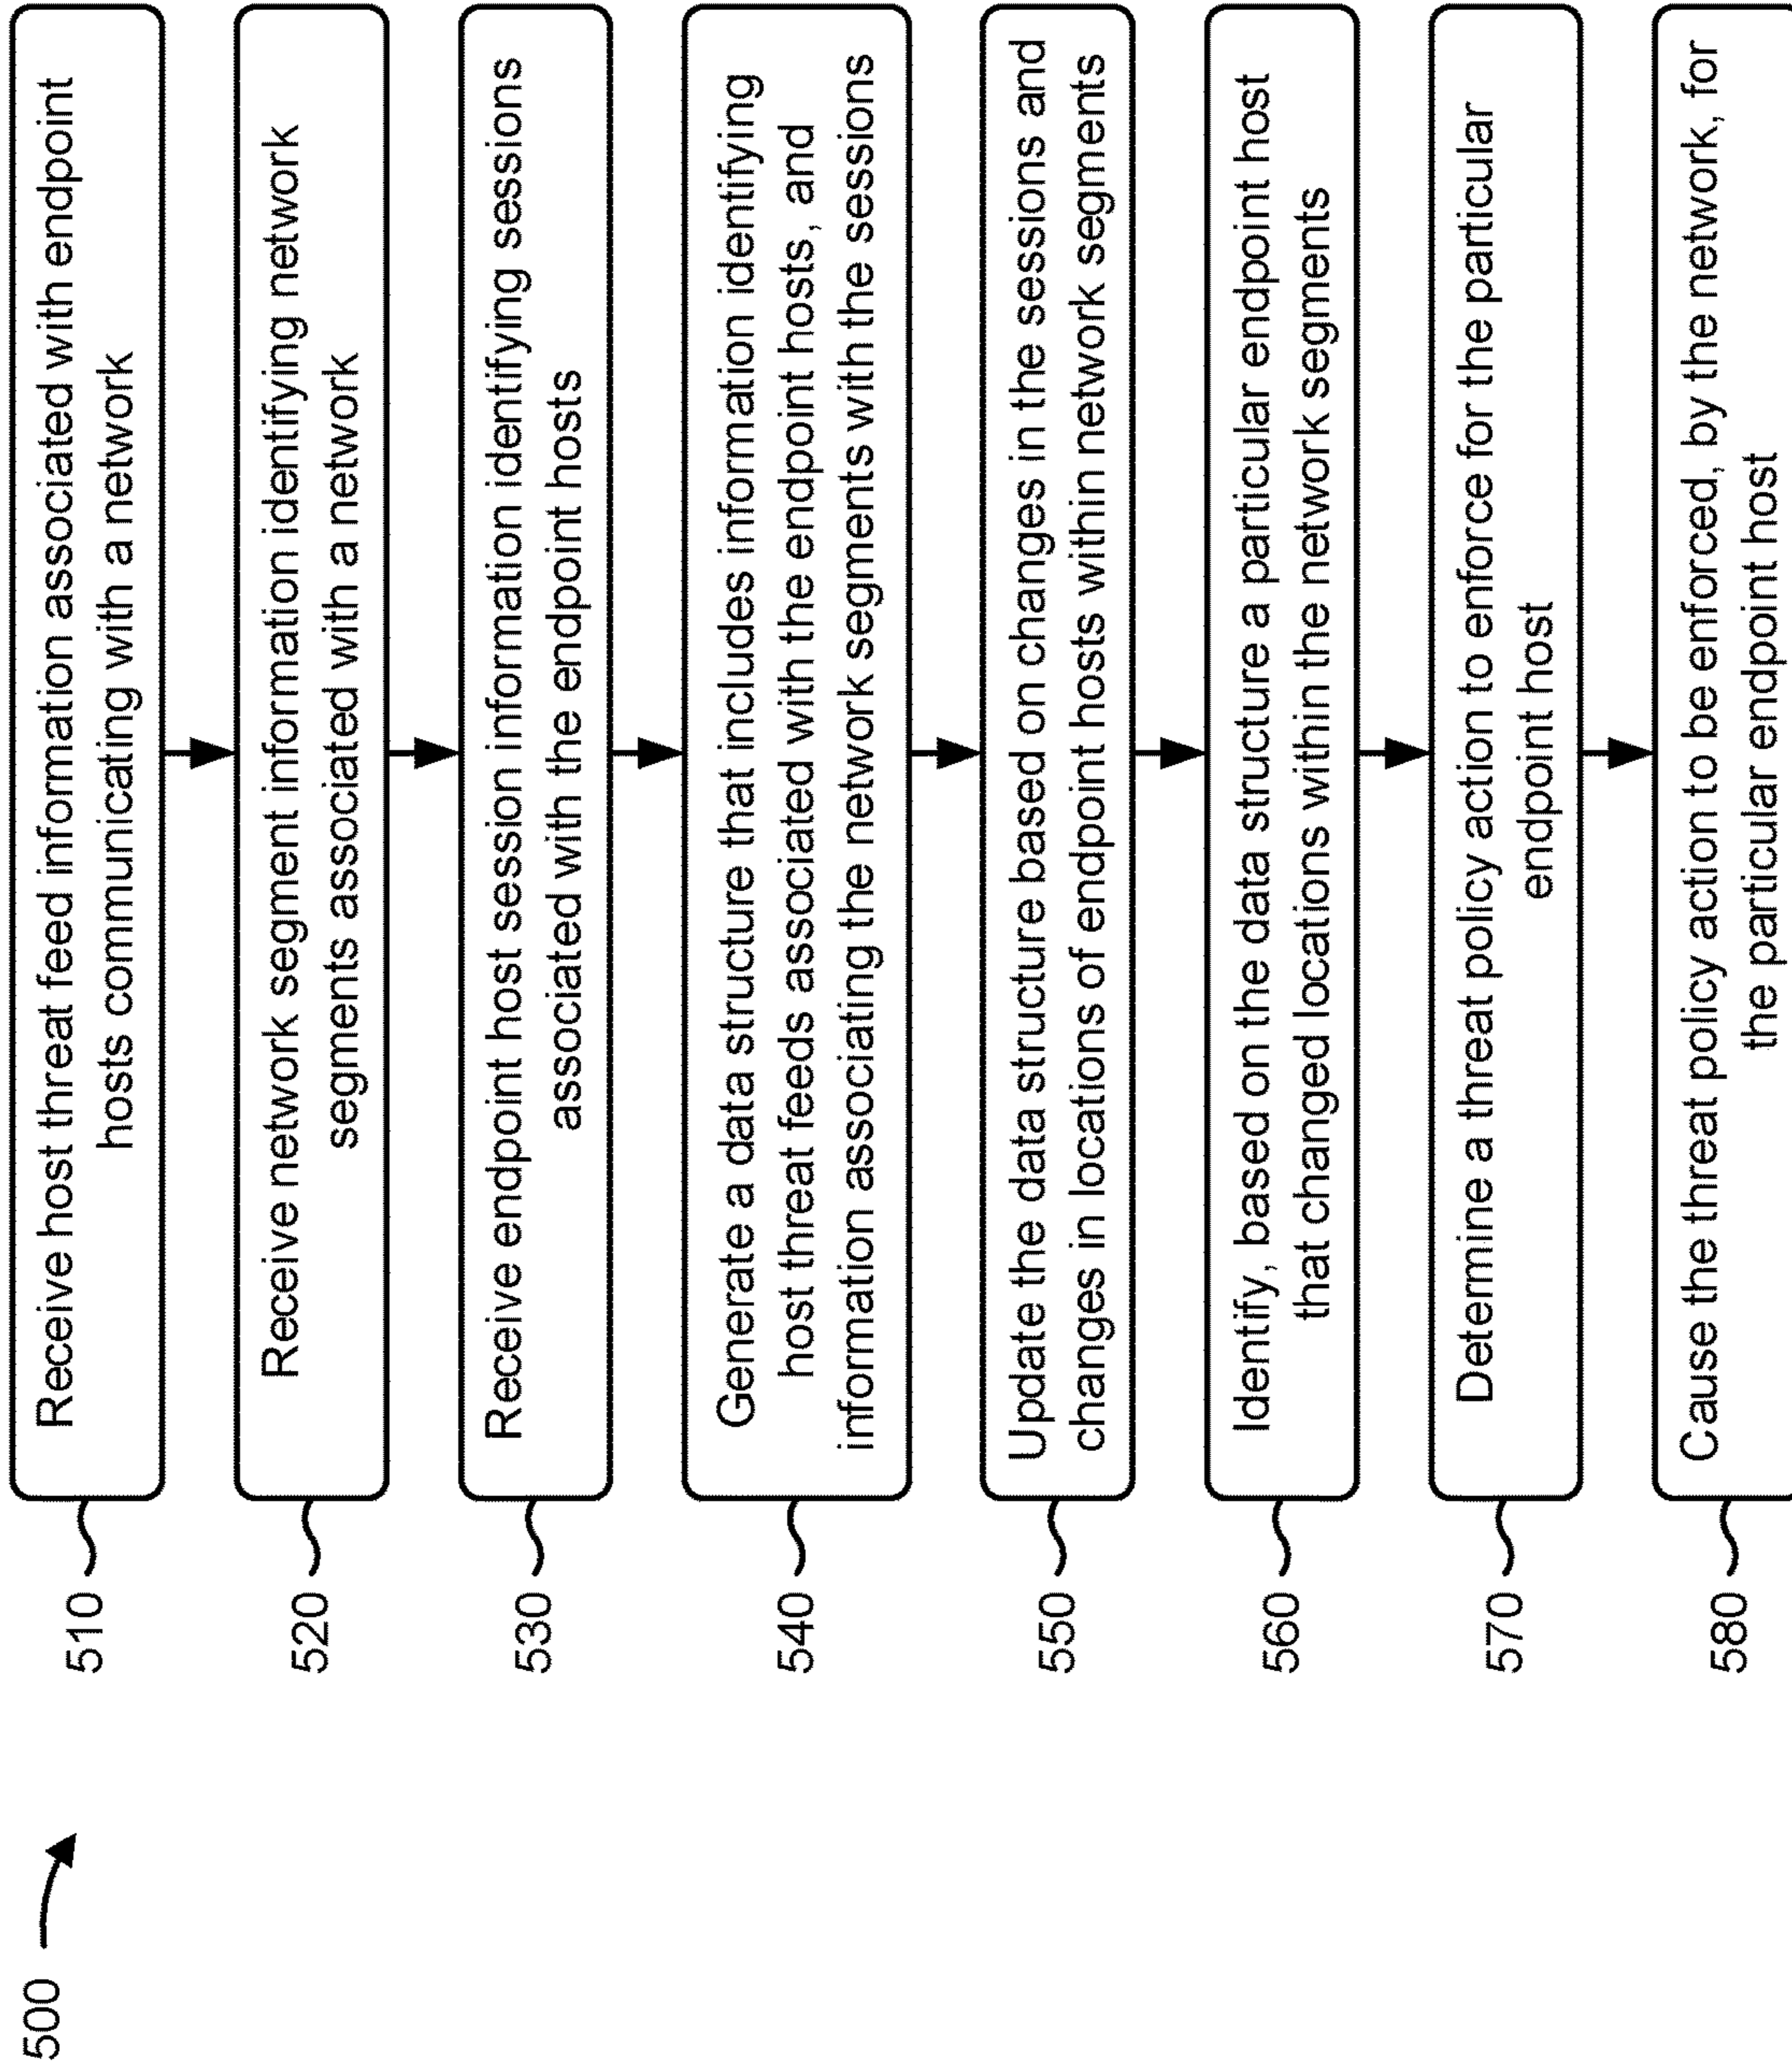 500
510
Receive host threat feed information associated with endpoint
hosts communicating with a network
520
Receive network segment information identifying network
segments associated with a network
530
Receive endpoint host session information identifying sessions
associated with the endpoint hosts
540
Generate a data structure that includes information identifying
host threat feeds associated with the endpoint hosts, and
information associating the network segments with the sessions
550
Update the data structure based on changes in the sessions and
changes in locations of endpoint hosts within network segments
560
Identify, based on the data structure a particular endpoint host
that changed locations within the network segments
570
Determine a threat policy action to enforce for the particular
endpoint host
580
Cause the threat policy action to be enforced, by the network, for
the particular endpoint host